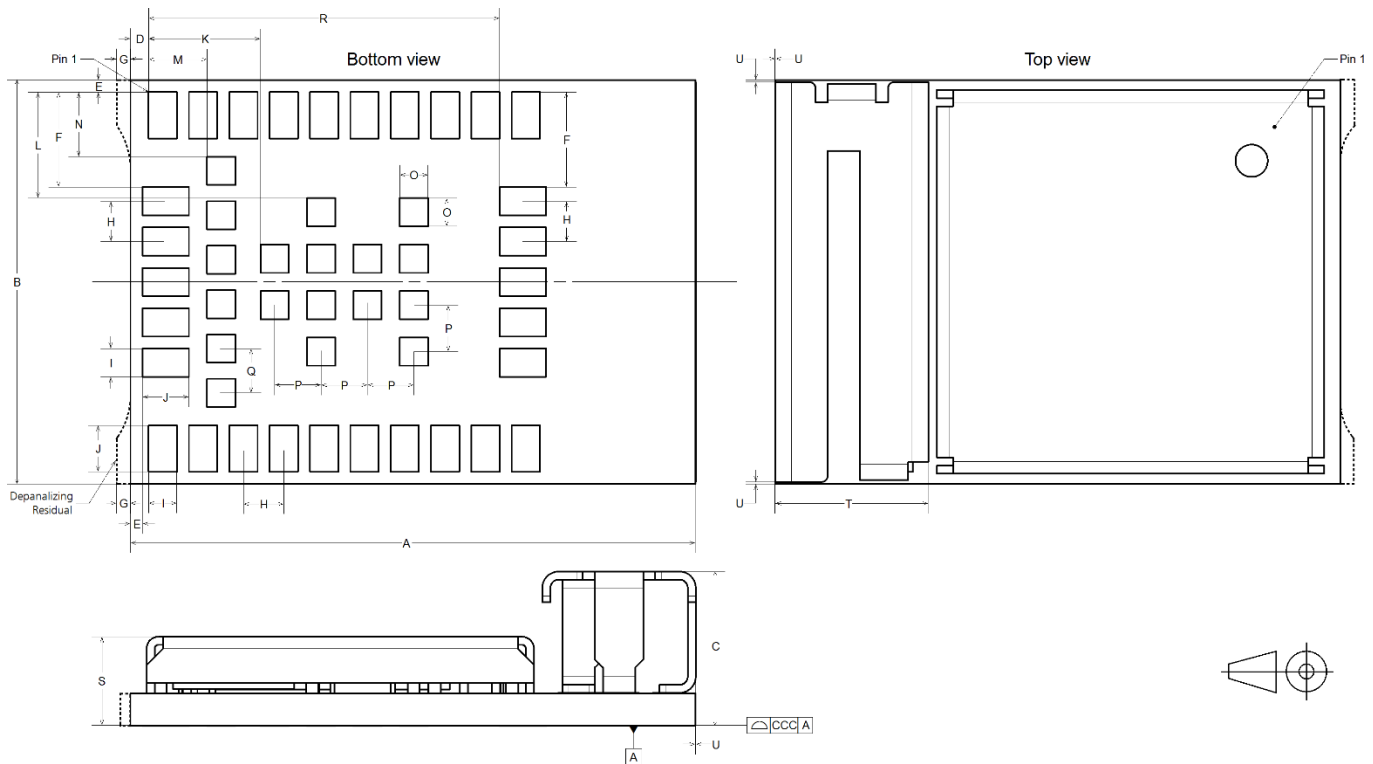 R
D
K
G
M
Pin 1
Bottom view
E
N
L
F
F
O
O
H
H
B
P
I
Q
P
P
P
J
J
Depanalizing
Residual
G
I
H
E
A
U
U
Top view
Pin 1
U
T
S
C
CCC
A
A
U